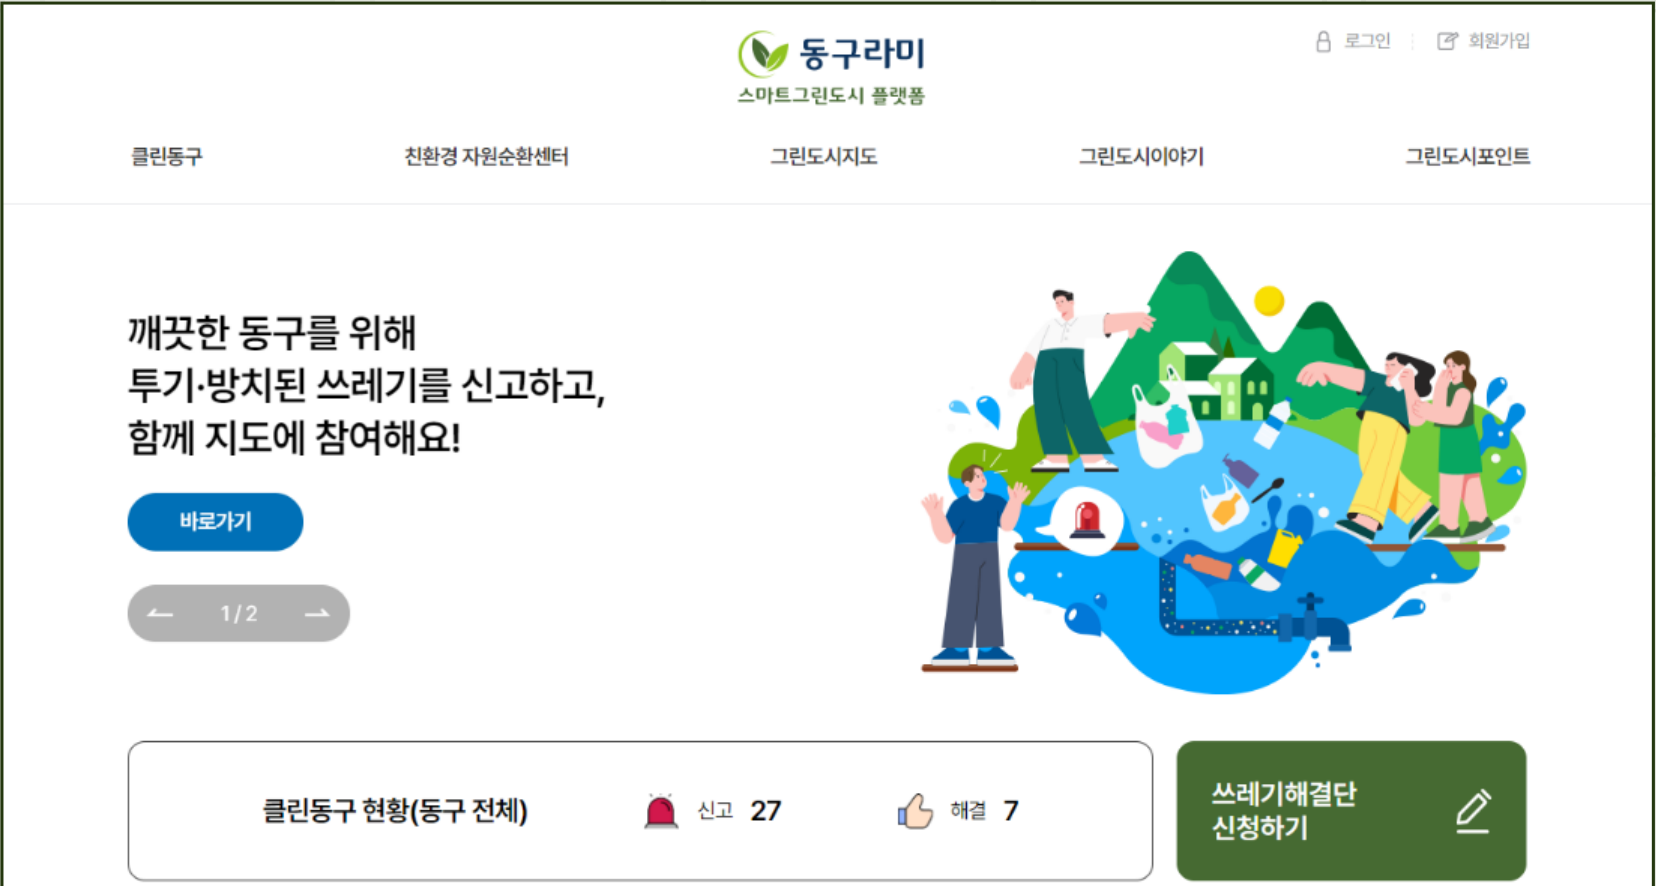 동구라미
스마트그린도시 플랫폼
로그인
회원가입
클린동구
친환경 자원순환센터
그린도시지도
그린도시이야기
그린도시포인트
깨끗한 동구를 위해
투기·방치된 쓰레기를 신고하고,
함께 지도에 참여해요!
바로가기
1/2
클린동구 현황(동구 전체)
신고 27
해결 7
쓰레기해결단
신청하기